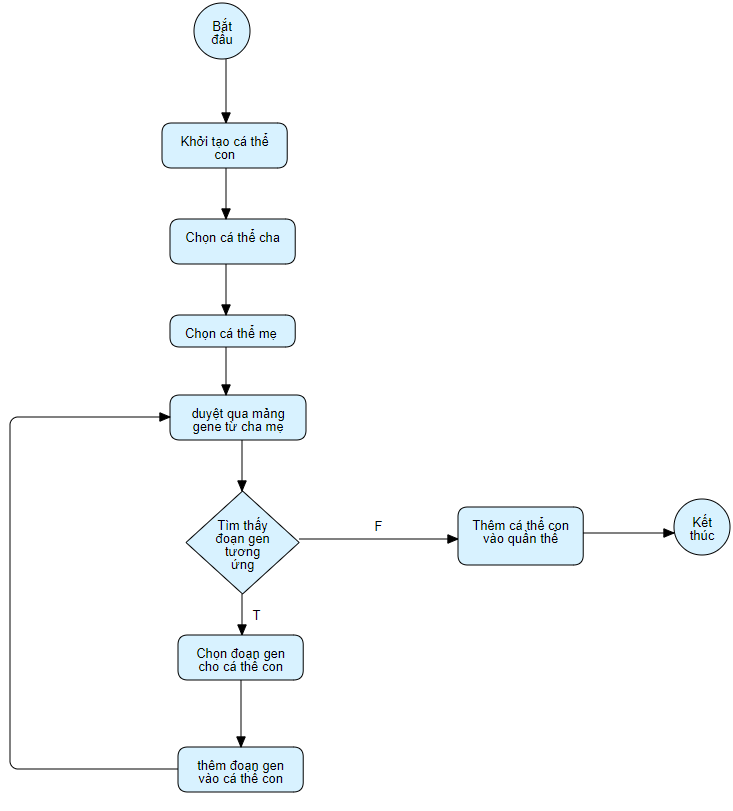 Bắt
đầu
Khởi tạo cá thể
con
Chọn cá thể cha
Chọn cá thể mẹ
duyệt qua mảng
gene từ cha mẹ
Tìm thấy
đoạn gen
tương
ứng
F
Thêm cá thể con
vào quần thể
Kết
thúc
T
Chọn đoạn gen
cho cá thể con
thêm đoạn gen
vào cá thể con